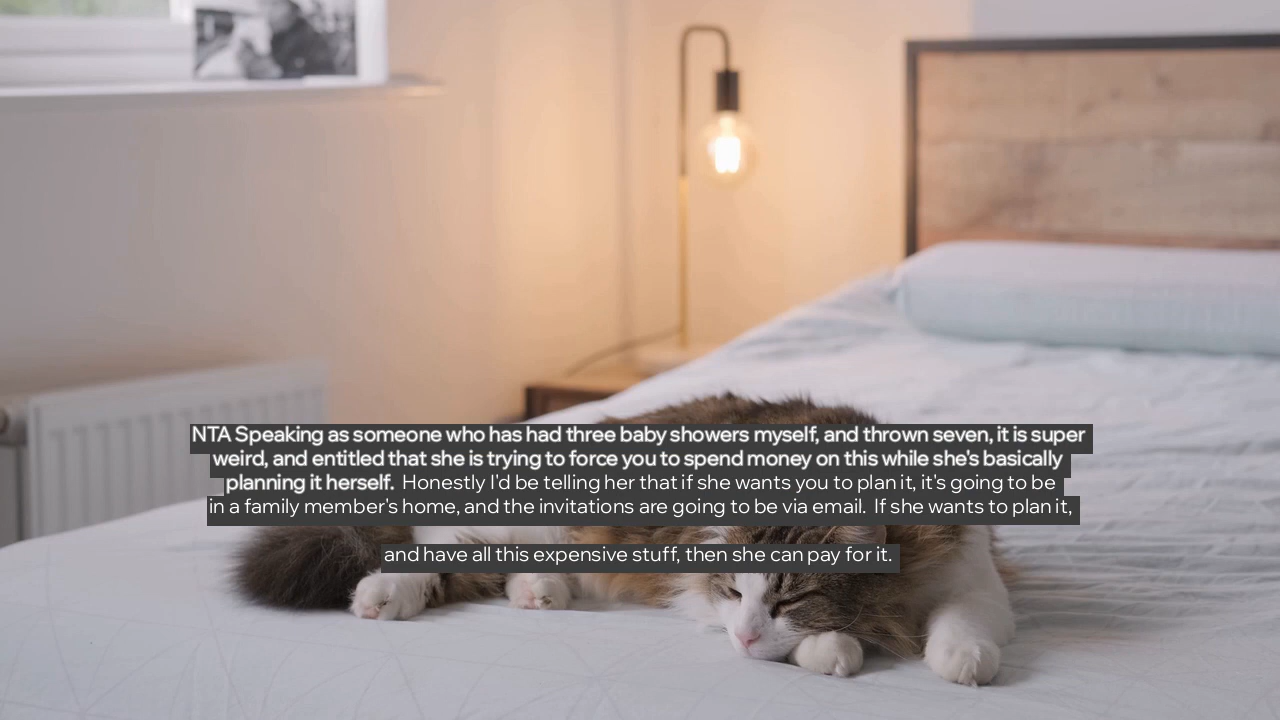 NTA Speaking as someone who has had three baby showers myself, and thrown seven, it is super
weird, and entitled that she is trying to force you to spend money on this while she's basically
planning it herself. Honestly I'd be telling her that if she wants you to plan it, it's going to be
in a family member's home, and the invitations are going to be via email. If she wants to plan it,
and have all this expensive stuff, then she can pay for it.